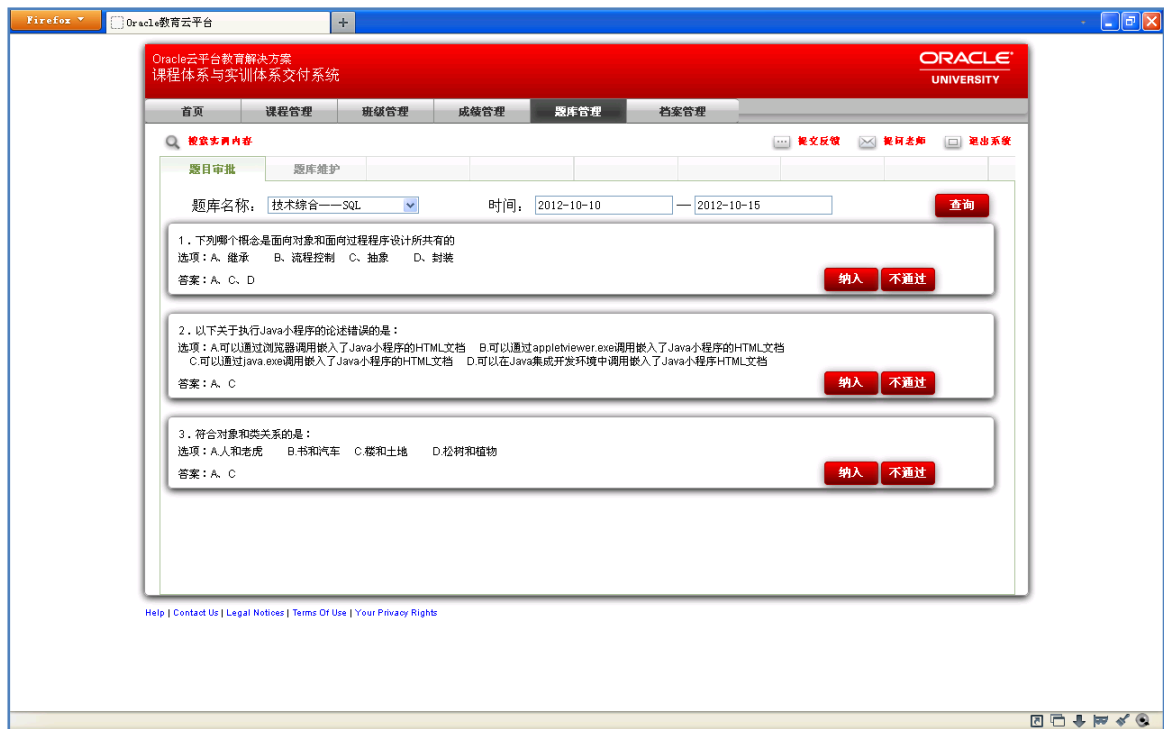 Firefox
Oracle教育云平台
Oracle云平台教育解决方案
课程体系与实训体系交付系统
ORACLE
UNIVERSITY
首页 课程管理 班级管理 成绩管理 题库管理 档案管理
搜索实训内容 提交反馈 提问老师 退出系统
题目审批 题库维护
题库名称: 技术综合——SQL 时间: 2012-10-10 — 2012-10-15 查询
1.下列哪个概念是面向对象和面向过程程序设计所共有的
选项:A、继承 B、流程控制 C、抽象 D、封装
答案:A、C、D 纳入 不通过
2.以下关于执行Java小程序的论述错误的是:
选项:A.可以通过浏览器调用嵌入了Java小程序的HTML文档 B.可以通过appletviewer.exe调用嵌入了Java小程序的HTML文档
C.可以通过java.exe调用嵌入了Java小程序的HTML文档 D.可以在Java集成开发环境中调用嵌入了Java小程序HTML文档
答案:A、C 纳入 不通过
3.符合对象和类关系的是:
选项:A.人和老虎 B.书和汽车 C.楼和土地 D.松树和植物
答案:A、C 纳入 不通过
Help | Contact Us | Legal Notices | Terms Of Use | Your Privacy Rights